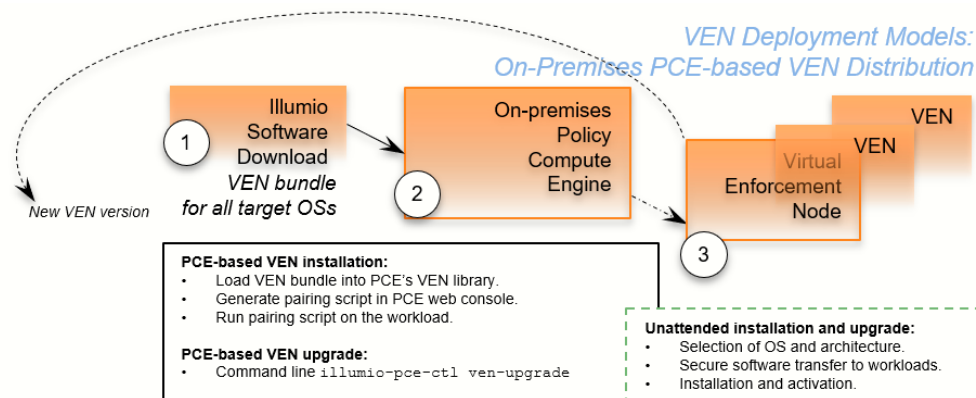 VEN Deployment Models:
On-Premises PCE-based VEN Distribution
1
Illumio
Software
Download
VEN bundle
for all target OSs
2
On-premises
Policy
Compute
Engine
VEN
VEN
Virtual
Enforcement
Node
3
New VEN version
PCE-based VEN installation:
• Load VEN bundle into PCE's VEN library.
• Generate pairing script in PCE web console.
• Run pairing script on the workload.
PCE-based VEN upgrade:
• Command line illumio-pce-ctl ven-upgrade
Unattended installation and upgrade:
• Selection of OS and architecture.
• Secure software transfer to workloads.
• Installation and activation.